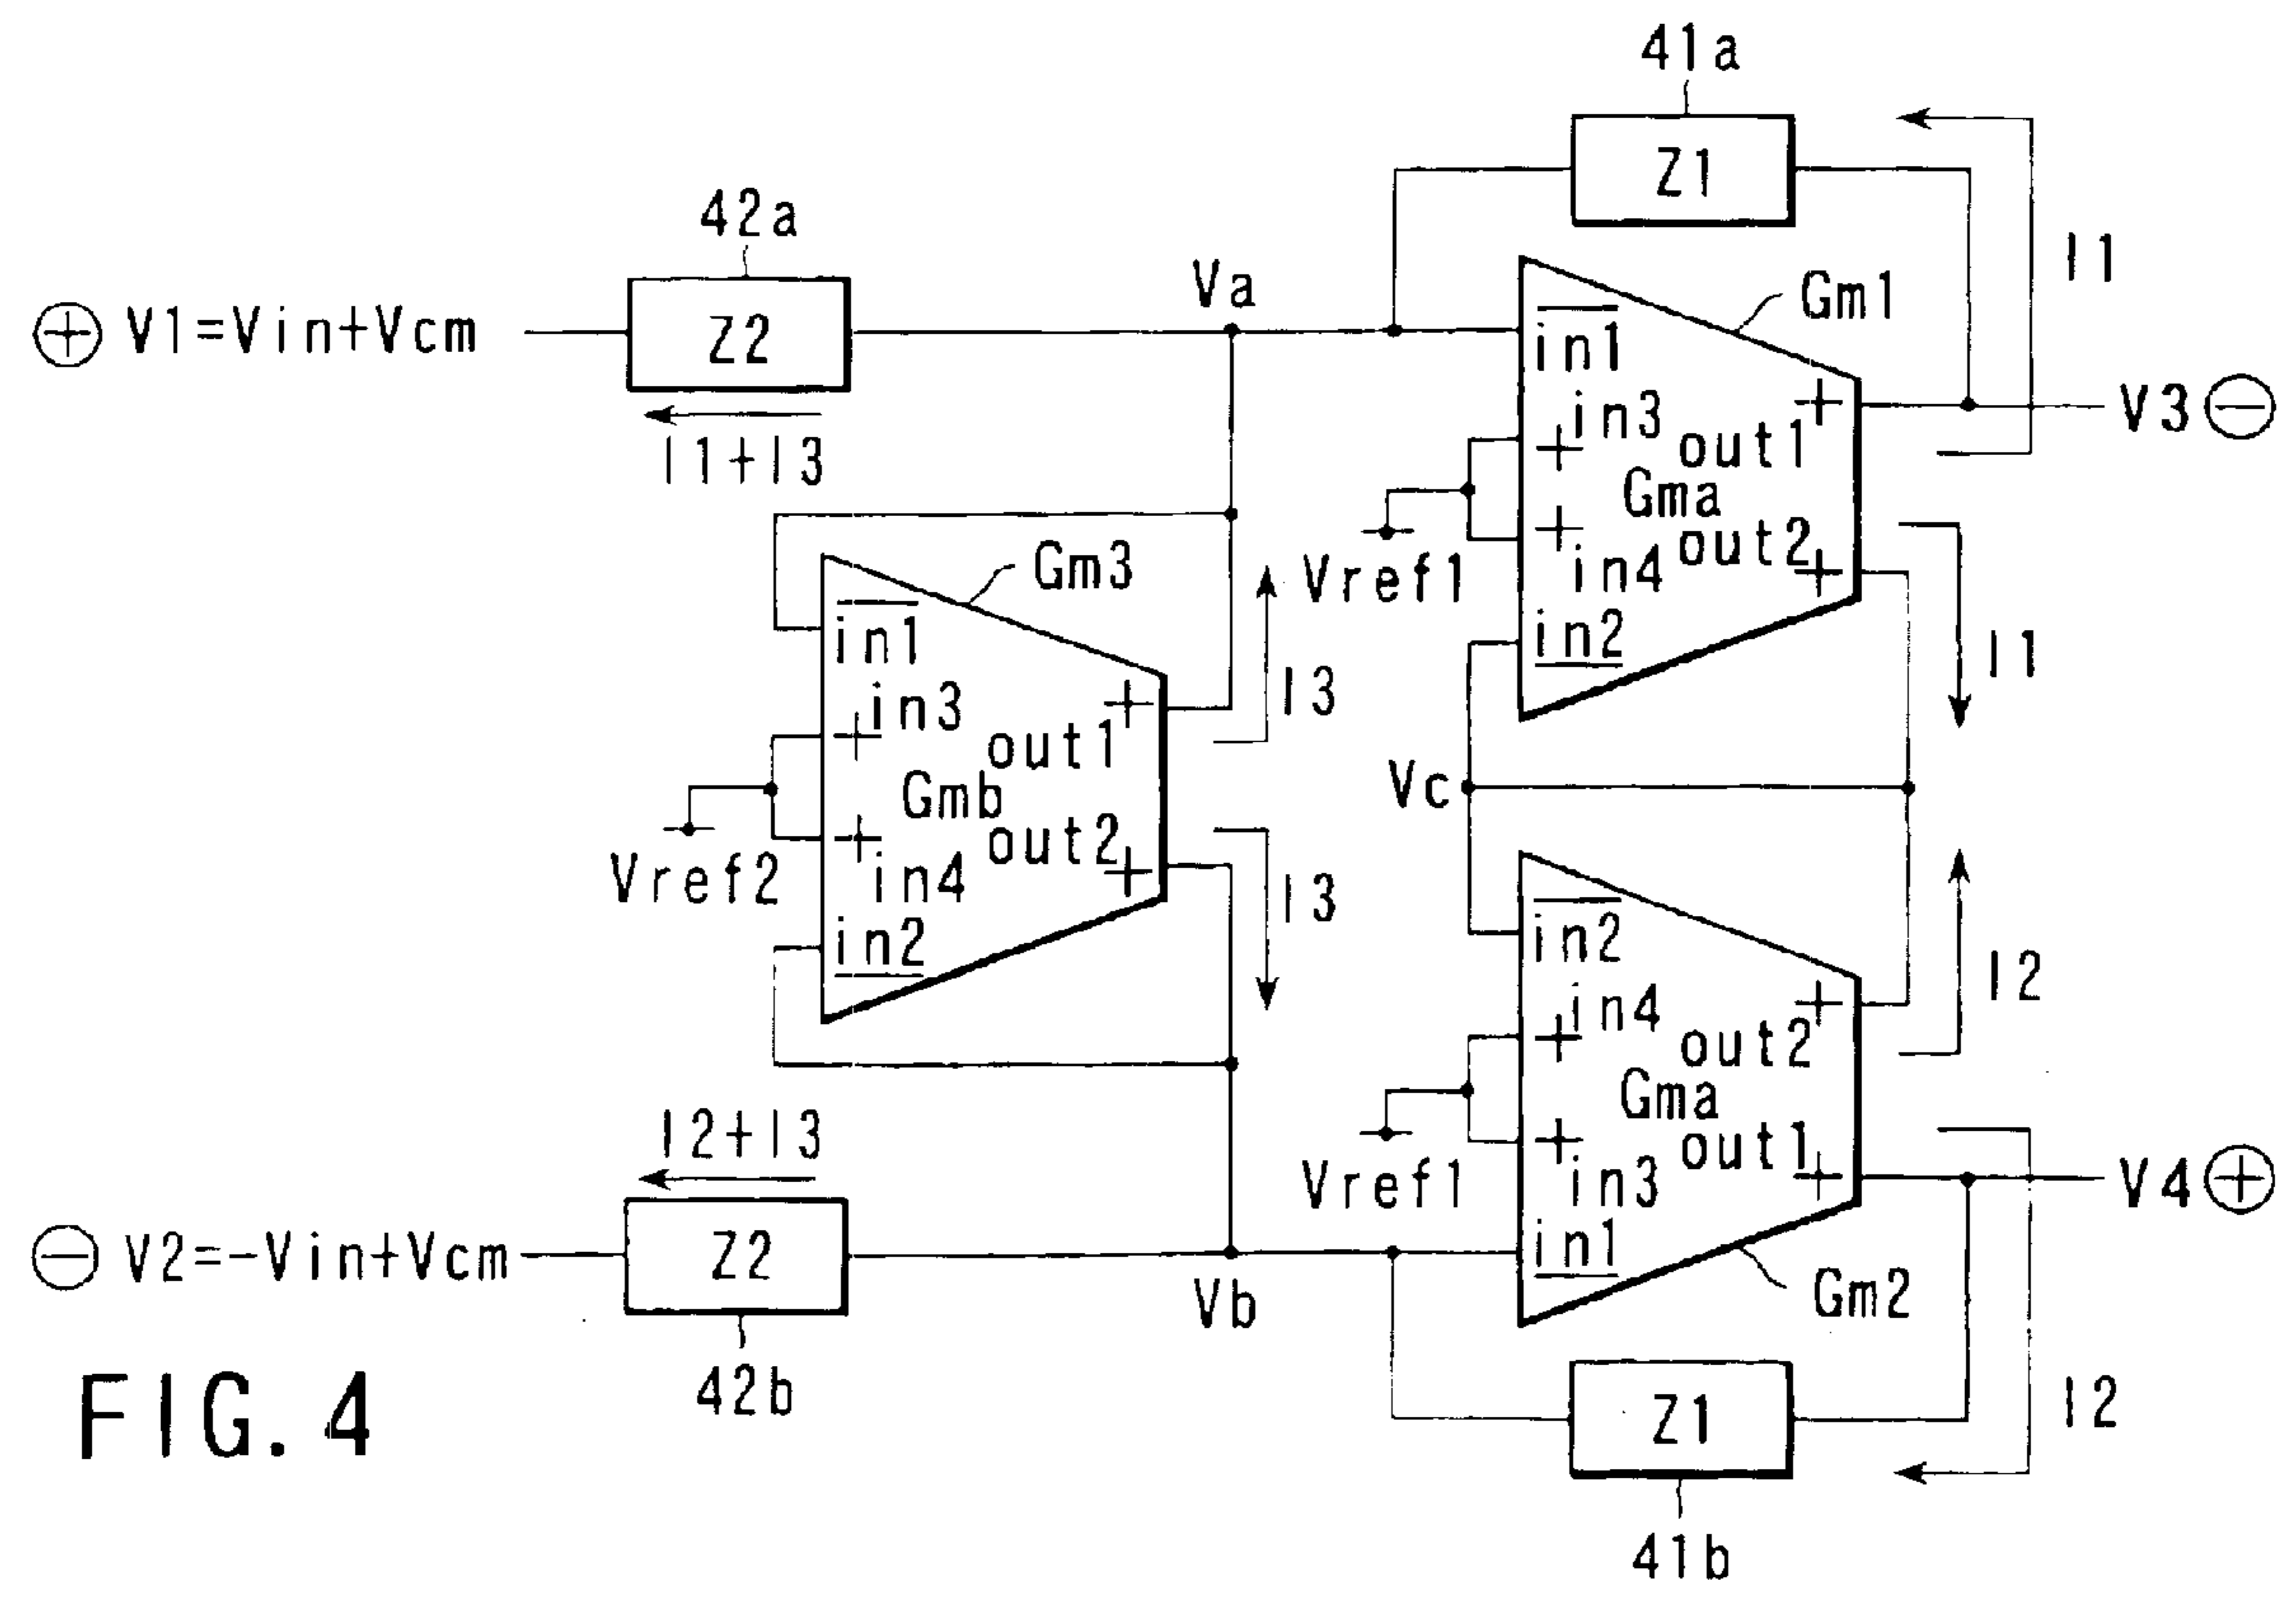 41a
Z1
42a
Z2
I1+I3
⊕ V1=Vin+Vcm
Va
Gm1
I1
in1
in3
out1
+
+
Gma
+
out2
in4
+
in2
V3 ⊖
Vref1
I1
Gm3
in1
in3
+
out1
+
Gmb
+
out2
in4
+
in2
I3
I3
Vref2
Vc
in2
in4
+
out2
+
Gma
+
out1
in3
+
in1
I2
Vref1
V4 ⊕
Gm2
I2+I3
Z2
42b
⊖ V2=-Vin+Vcm
Vb
Z1
41b
I2
FIG. 4